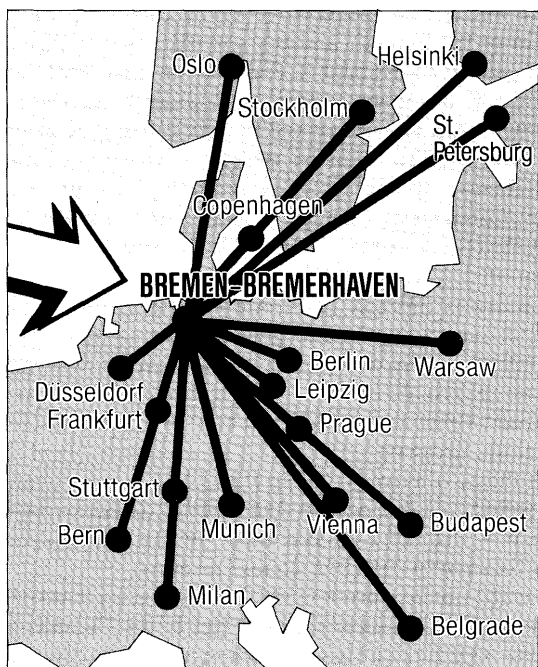 Oslo
Helsinki
Stockholm
St.
Petersburg
Copenhagen
BREMEN-BREMERHAVEN
Berlin
Warsaw
Düsseldorf
Leipzig
Frankfurt
Prague
Stuttgart
Munich
Vienna
Budapest
Bern
Milan
Belgrade